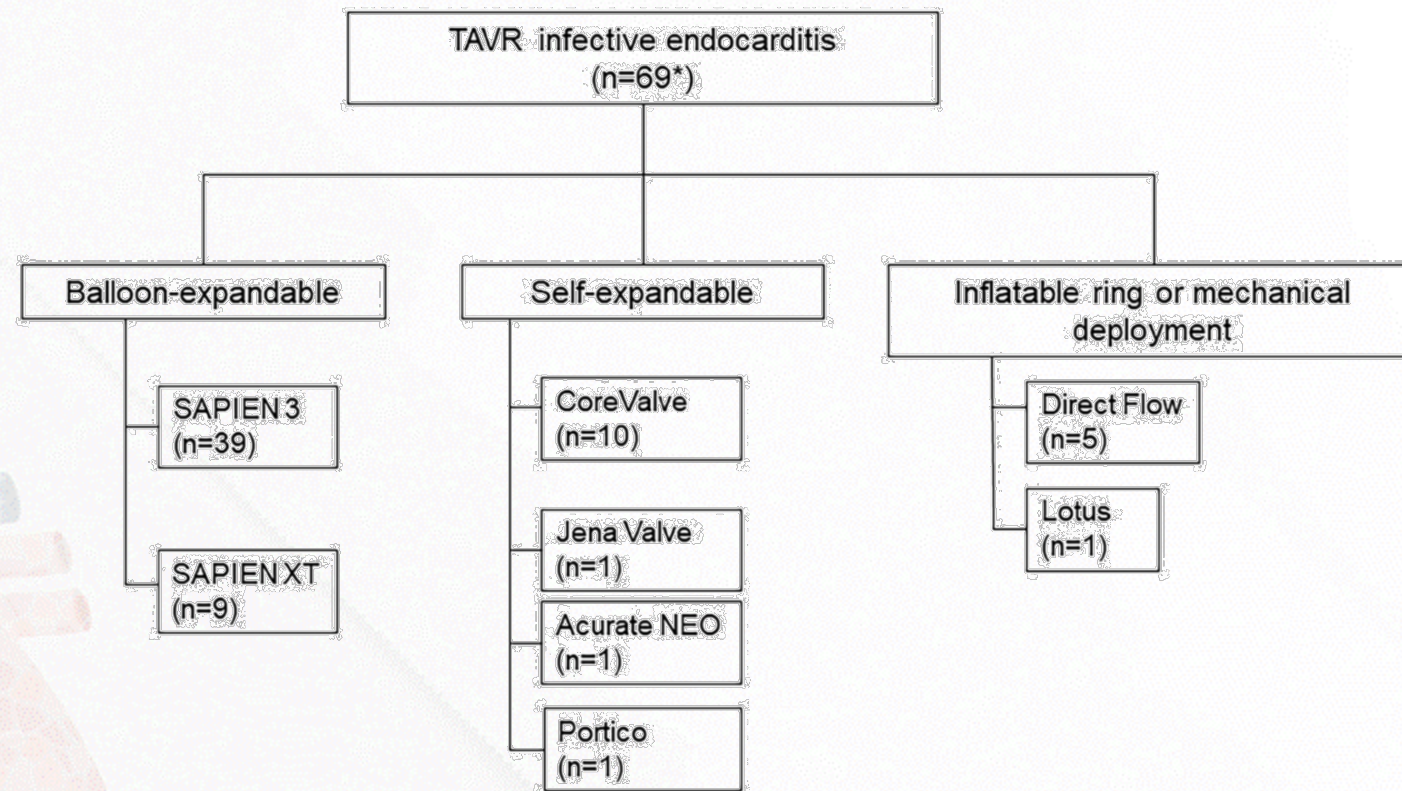 TAVR infective endocarditis
(n=69*)
Balloon-expandable
Self-expandable
Inflatable ring or mechanical
deployment
SAPIEN 3
(n=39)
SAPIEN XT
(n=9)
CoreValve
(n=10)
Jena Valve
(n=1)
Acurate NEO
(n=1)
Portico
(n=1)
Direct Flow
(n=5)
Lotus
(n=1)